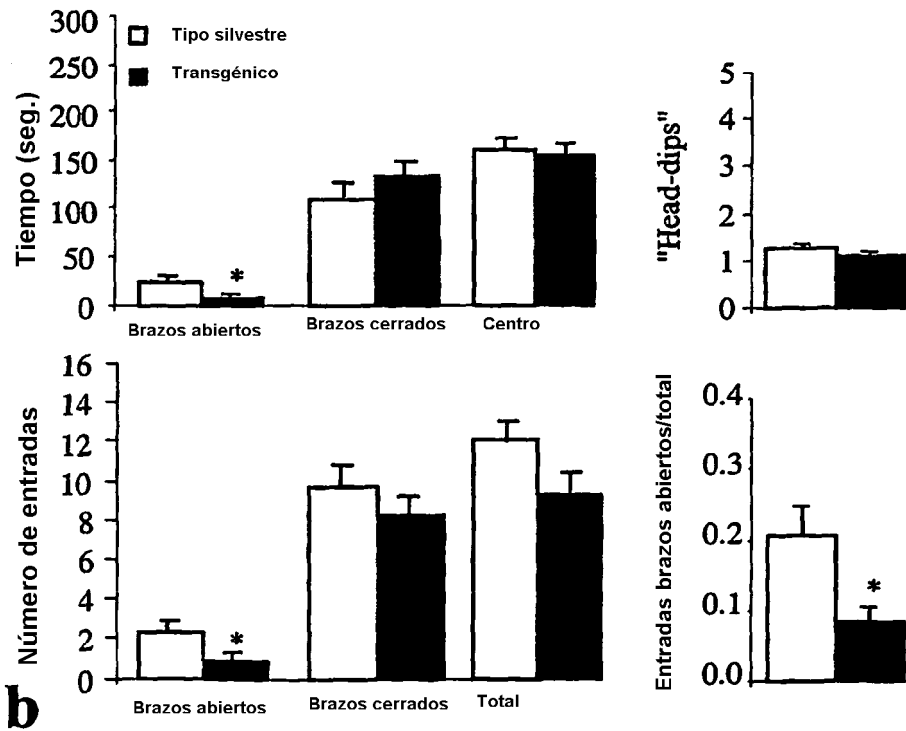 300
250
200
150
100
50
0
Tiempo (seg.)
Tipo silvestre
Transgénico
*
Brazos abiertos
Brazos cerrados
Centro
5
4
3
2
1
0
"Head-dips"
16
14
12
10
8
6
4
2
0
Número de entradas
*
Brazos abiertos
Brazos cerrados
Total
0.4
0.3
0.2
0.1
0.0
Entradas brazos abiertos/total
*
b